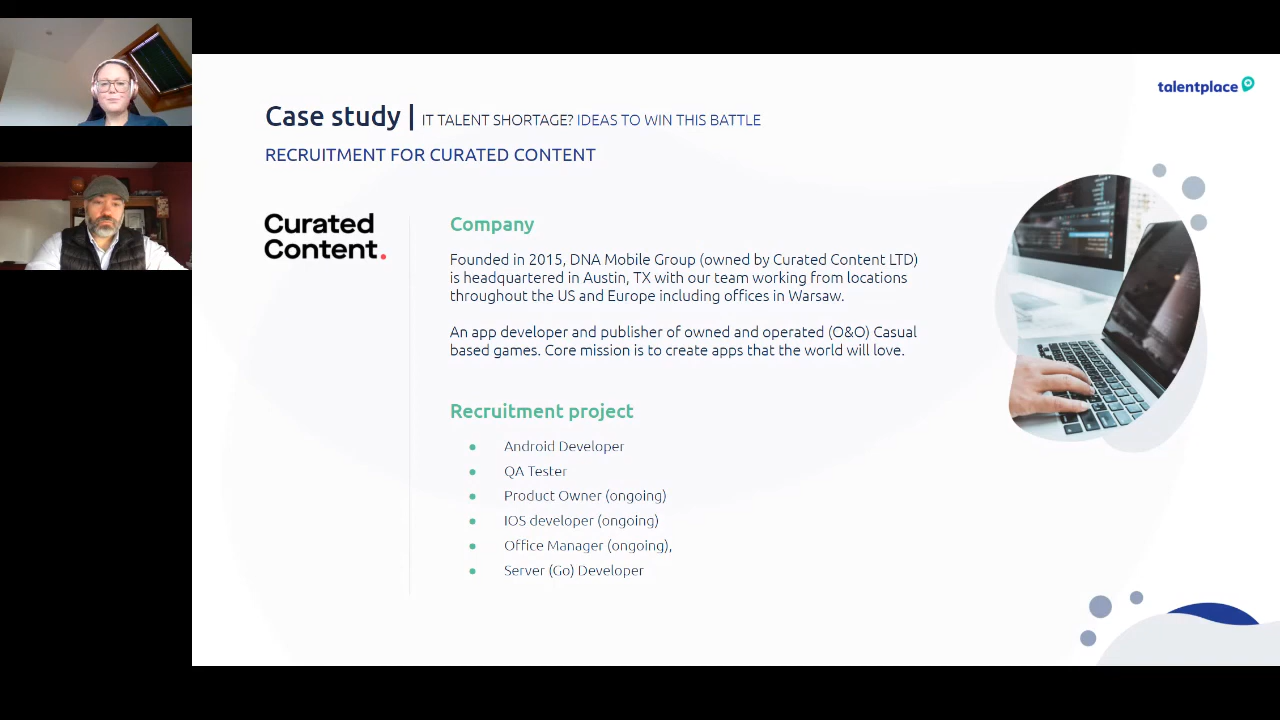 talentplace
Case study | IT TALENT SHORTAGE? IDEAS TO WIN THIS BATTLE
RECRUITMENT FOR CURATED CONTENT
Curated
Content.
Company
Founded in 2015, DNA Mobile Group (owned by Curated Content LTD)
is headquartered in Austin, TX with our team working from locations
throughout the US and Europe including offices in Warsaw.
An app developer and publisher of owned and operated (O&O) Casual
based games. Core mission is to create apps that the world will love.
Recruitment project
• Android Developer
• QA Tester
• Product Owner (ongoing)
• IOS developer (ongoing)
• Office Manager (ongoing),
• Server (Go) Developer